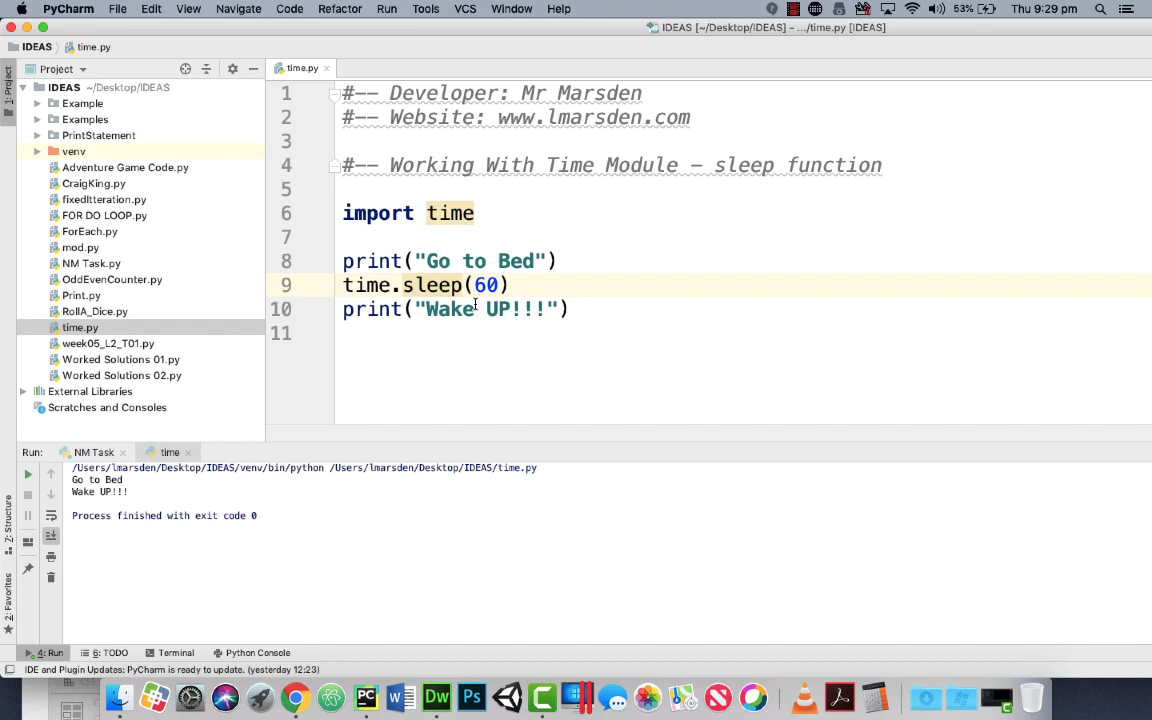 PyCharm File Edit View Navigate Code Refactor Run Tools VCS Window Help 53% Thu 9:29 pm
IDEAS [~/Desktop/IDEAS] - .../time.py [IDEAS]
IDEAS time.py
1: Project
Project
time.py
IDEAS ~/Desktop/IDEAS
Example
Examples
PrintStatement
venv
Adventure Game Code.py
CraigKing.py
fixedItteration.py
FOR DO LOOP.py
ForEach.py
mod.py
NM Task.py
OddEvenCounter.py
Print.py
RollA_Dice.py
time.py
week05_L2_T01.py
Worked Solutions 01.py
Worked Solutions 02.py
External Libraries
Scratches and Consoles
1 #-- Developer: Mr Marsden
2 #-- Website: www.lmarsden.com
3
4 #-- Working With Time Module - sleep function
5
6 import time
7
8 print("Go to Bed")
9 time.sleep(60)
10 print("Wake UP!!!")
11
Run: NM Task time
/Users/lmarsden/Desktop/IDEAS/venv/bin/python /Users/lmarsden/Desktop/IDEAS/time.py
Go to Bed
Wake UP!!!
Process finished with exit code 0
Z: Structure
2: Favorites
4: Run 6: TODO Terminal Python Console
IDE and Plugin Updates: PyCharm is ready to update. (yesterday 12:23)
PC W Dw Ps C